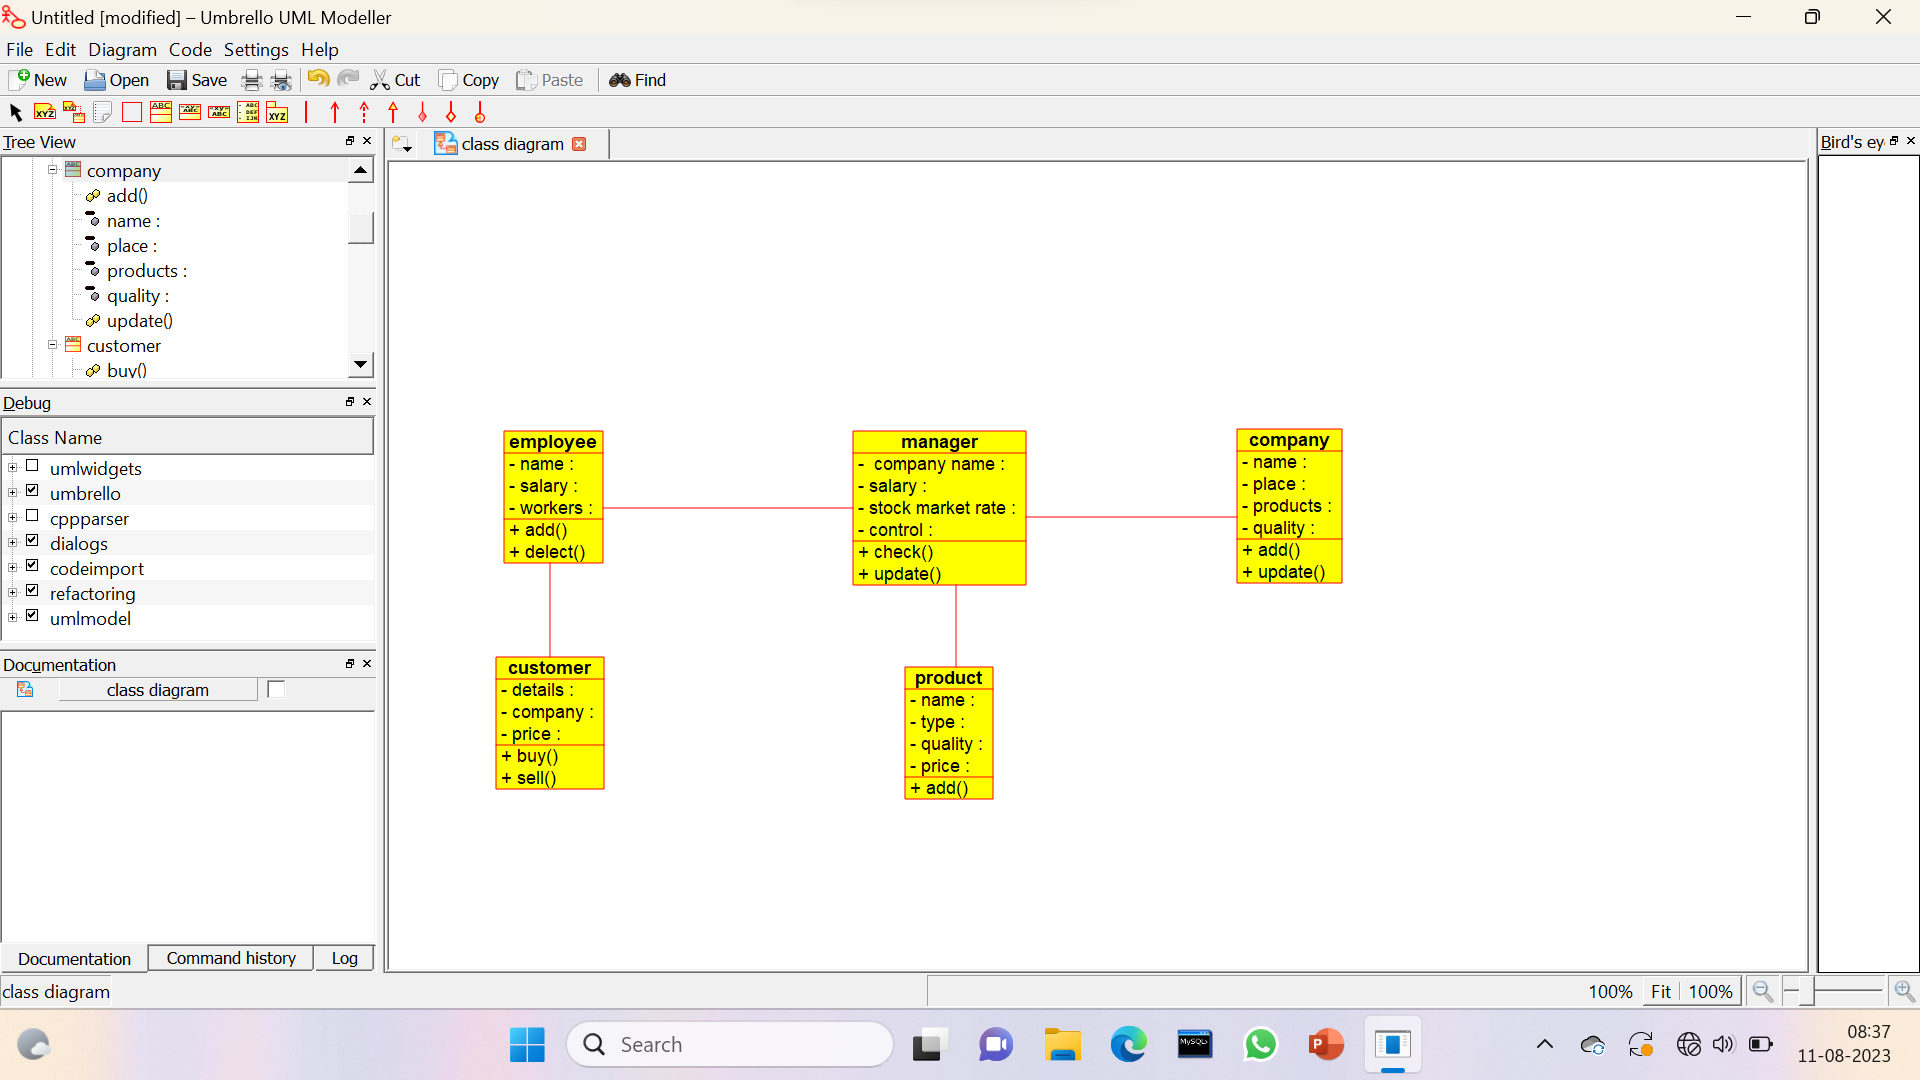 Untitled [modified] – Umbrello UML Modeller
File Edit Diagram Code Settings Help
New Open Save Cut Copy Paste Find
Tree View
company
add()
name :
place :
products :
quality :
update()
customer
buy()
Debug
Class Name
umlwidgets
umbrello
cppparser
dialogs
codeimport
refactoring
umlmodel
Documentation
class diagram
Documentation Command history Log
class diagram
class diagram
employee
- name :
- salary :
- workers :
+ add()
+ delect()
manager
- company name :
- salary :
- stock market rate :
- control :
+ check()
+ update()
company
- name :
- place :
- products :
- quality :
+ add()
+ update()
customer
- details :
- company :
- price :
+ buy()
+ sell()
product
- name :
- type :
- quality :
- price :
+ add()
Bird's ey
100% Fit 100%
Search
08:37
11-08-2023